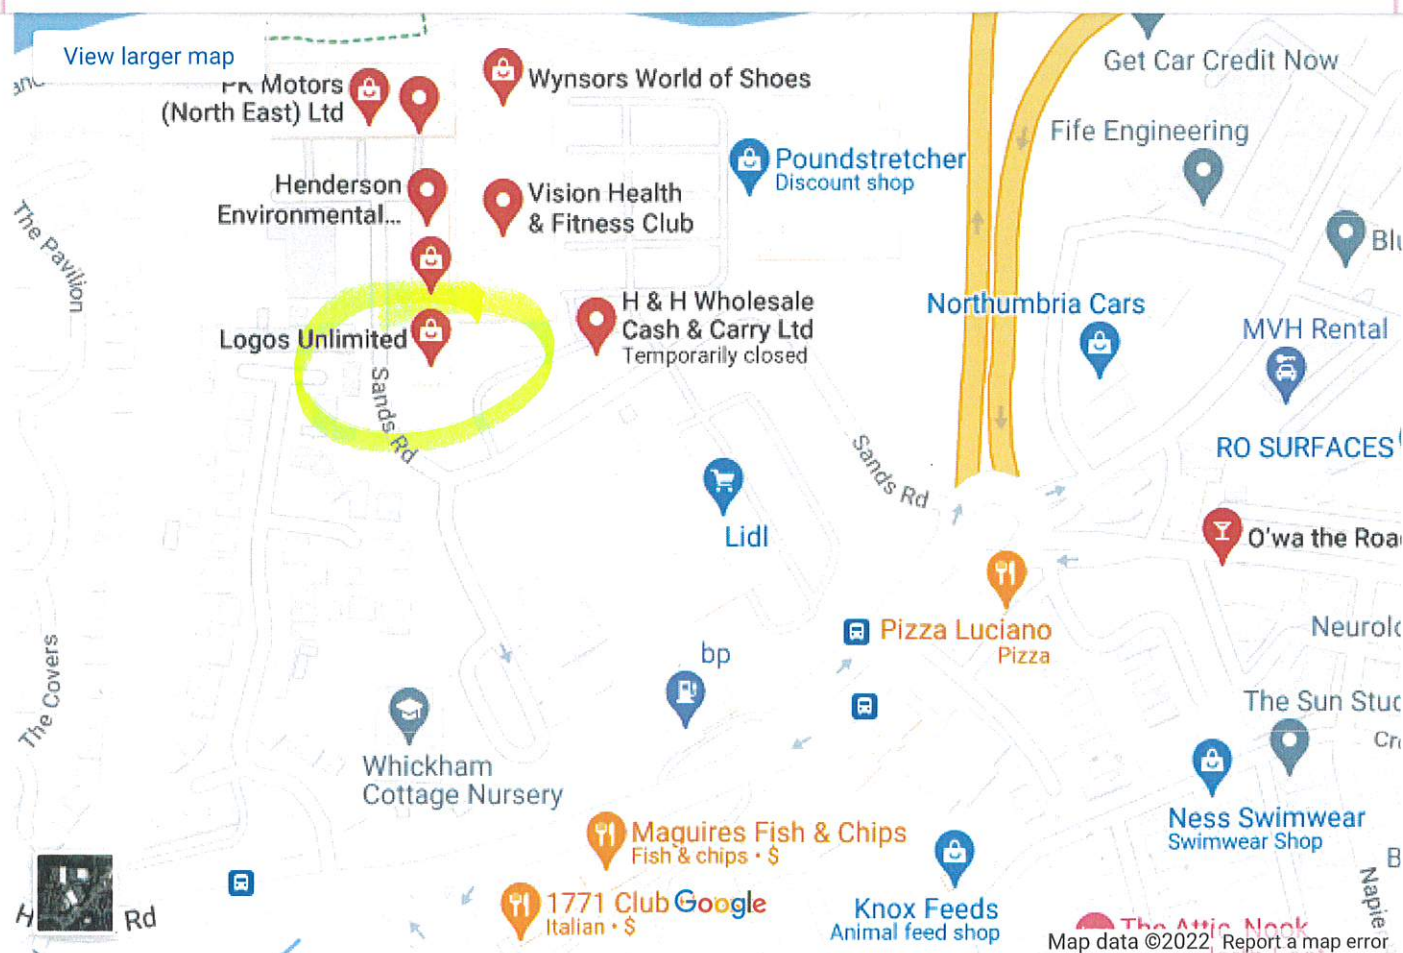 View larger map
PK Motors
(North East) Ltd
Wynsors World of Shoes
Get Car Credit Now
Fife Engineering
Poundstretcher
Discount shop
Henderson
Environmental...
Vision Health
& Fitness Club
The Pavilion
H & H Wholesale
Cash & Carry Ltd
Temporarily closed
Northumbria Cars
MVH Rental
Logos Unlimited
Sands Rd
Sands Rd
RO SURFACES
Lidl
O'wa the
Pizza Luciano
Pizza
bp
The Covers
The Sun
Whickham
Cottage Nursery
Ness Swimwear
Swimwear Shop
Maguires Fish & Chips
Fish & chips • $
1771 Club
Italian • $
Google
Knox Feeds
Animal feed shop
Rd
The Attic Nook
Map data ©2022 Report a map error